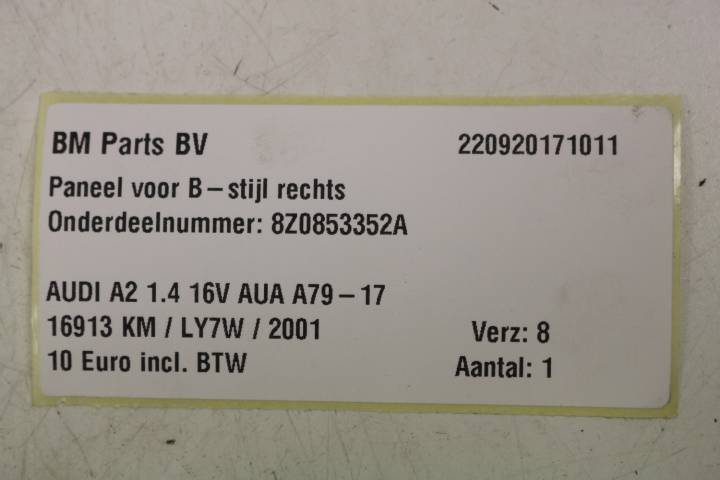 BM Parts BV 220920171011
Paneel voor B-stijl rechts
Onderdeelnummer: 8Z0853352A
AUDI A2 1.4 16V AUA A79-17
16913 KM / LY7W / 2001 Verz: 8
10 Euro incl. BTW Aantal: 1